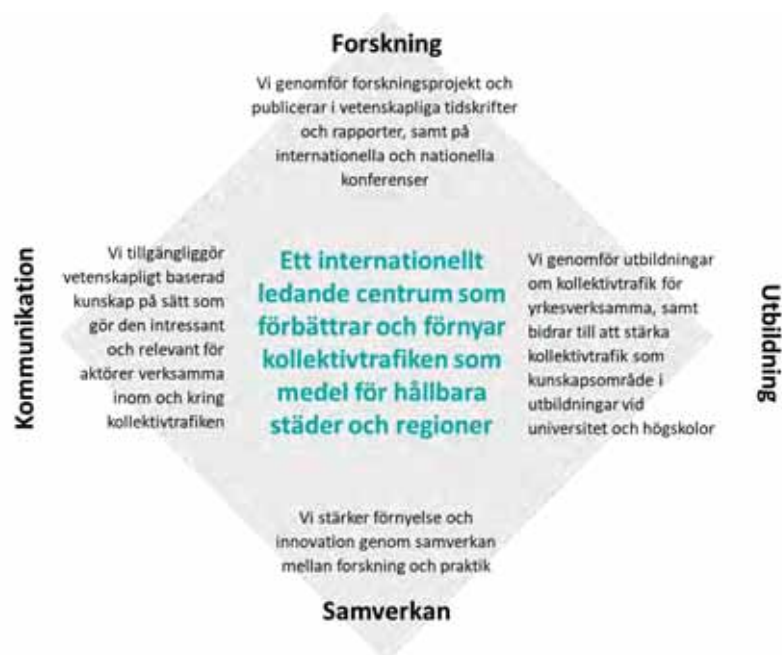 Forskning
Vi genomför forskningsprojekt och
publicerar i vetenskapliga tidskrifter
och rapporter, samt på
internationella och nationella
konferenser
Kommunikation
Vi tillgängliggör
vetenskapligt baserad
kunskap på sätt som
gör den intressant
och relevant för
aktörer verksamma
inom och kring
kollektivtrafiken
Ett internationellt
ledande centrum som
förbättrar och förnyar
kollektivtrafiken som
medel för hållbara
städer och regioner
Vi genomför utbildningar
om kollektivtrafik för
yrkesverksamma, samt
bidrar till att stärka
kollektivtrafik som
kunskapsområde i
utbildningar vid
universitet och högskolor
Utbildning
Vi stärker förnyelse och
innovation genom samverkan
mellan forskning och praktik
Samverkan